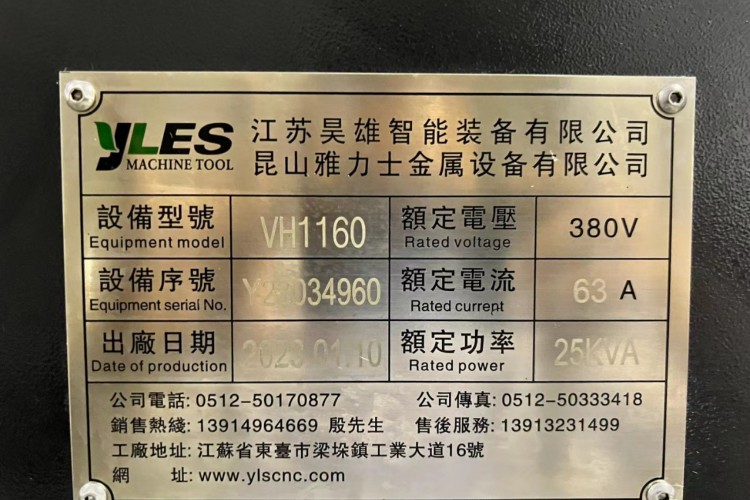 YLES
MACHINE TOOL
江苏昊雄智能装备有限公司
昆山雅力士金属设备有限公司
設備型號 VH1160 額定電壓 380V
Equipment model Rated voltage
設備序號 額定電流 63 A
Equipment serial No. Rated current
出廠日期 額定功率 25KVA
Date of production Rated power
公司電話: 0512-50170877 公司傳真: 0512-50333418
銷售熱綫: 13914964669 殷先生 售後服務: 13913231499
工廠地址: 江蘇省東臺市梁垛鎮工業大道16號
網 址: www.ylscnc.com